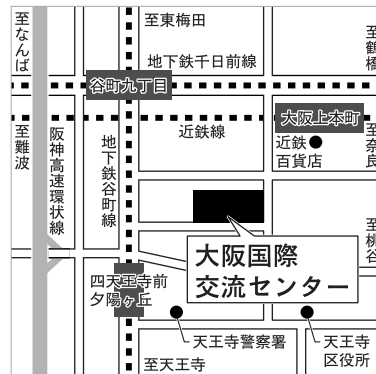 至なんば
至東梅田
至鶴橋
地下鉄千日前線
谷町九丁目
大阪上本町
至難波
阪神高速環状線
地下鉄谷町線
近鉄線
近鉄
百貨店
至奈良
大阪国際
交流センター
至桃谷
四天王寺前
夕陽ヶ丘
天王寺警察署
天王寺
区役所
至天王寺